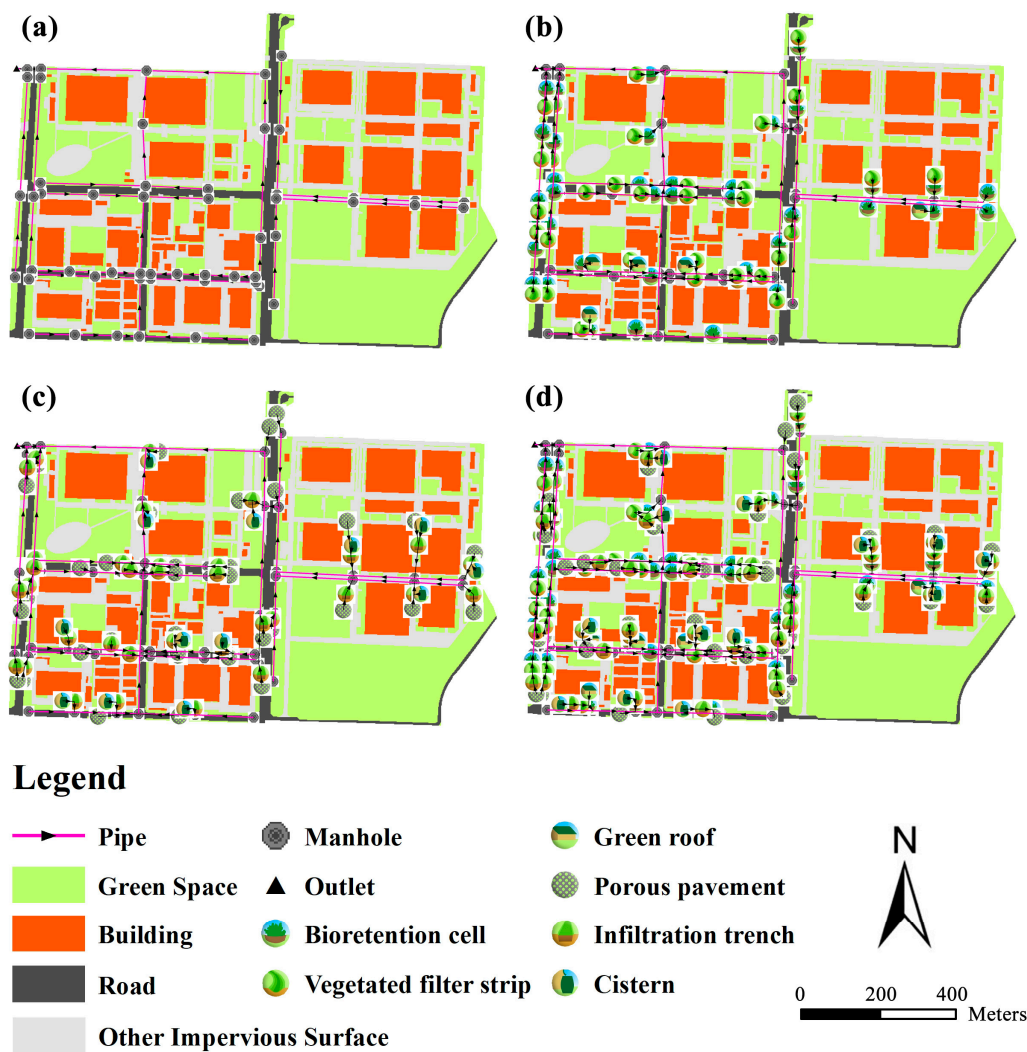 (a)
(b)
(c)
(d)
Legend
Pipe
Manhole
Green roof
Green Space
Outlet
Porous pavement
Building
Bioretention cell
Infiltration trench
Road
Vegetated filter strip
Cistern
Other Impervious Surface
N
0 200 400
Meters